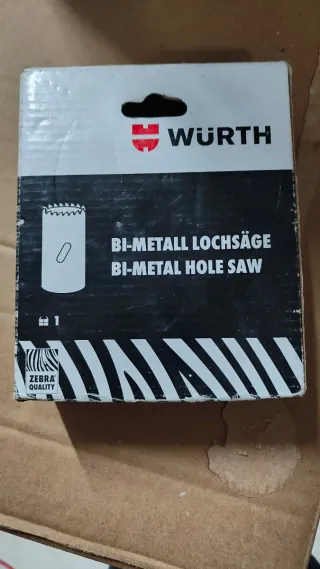 WÜRTH
BI-METALL LOCHSÄGE
BI-METAL HOLE SAW
1
ZEBRA
QUALITY